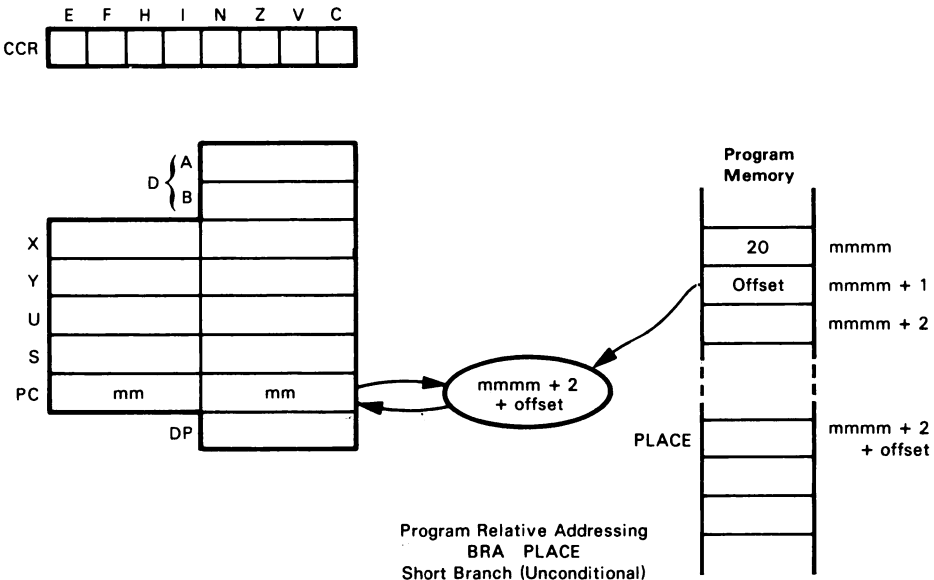 E F H I N Z V C
CCR
D
A
B
X
Y
U
S
PC mm mm
DP
mmmm + 2
+ offset
Program
Memory
20 mmmm
Offset mmmm + 1
mmmm + 2
PLACE mmmm + 2
+ offset
Program Relative Addressing
BRA PLACE
Short Branch (Unconditional)